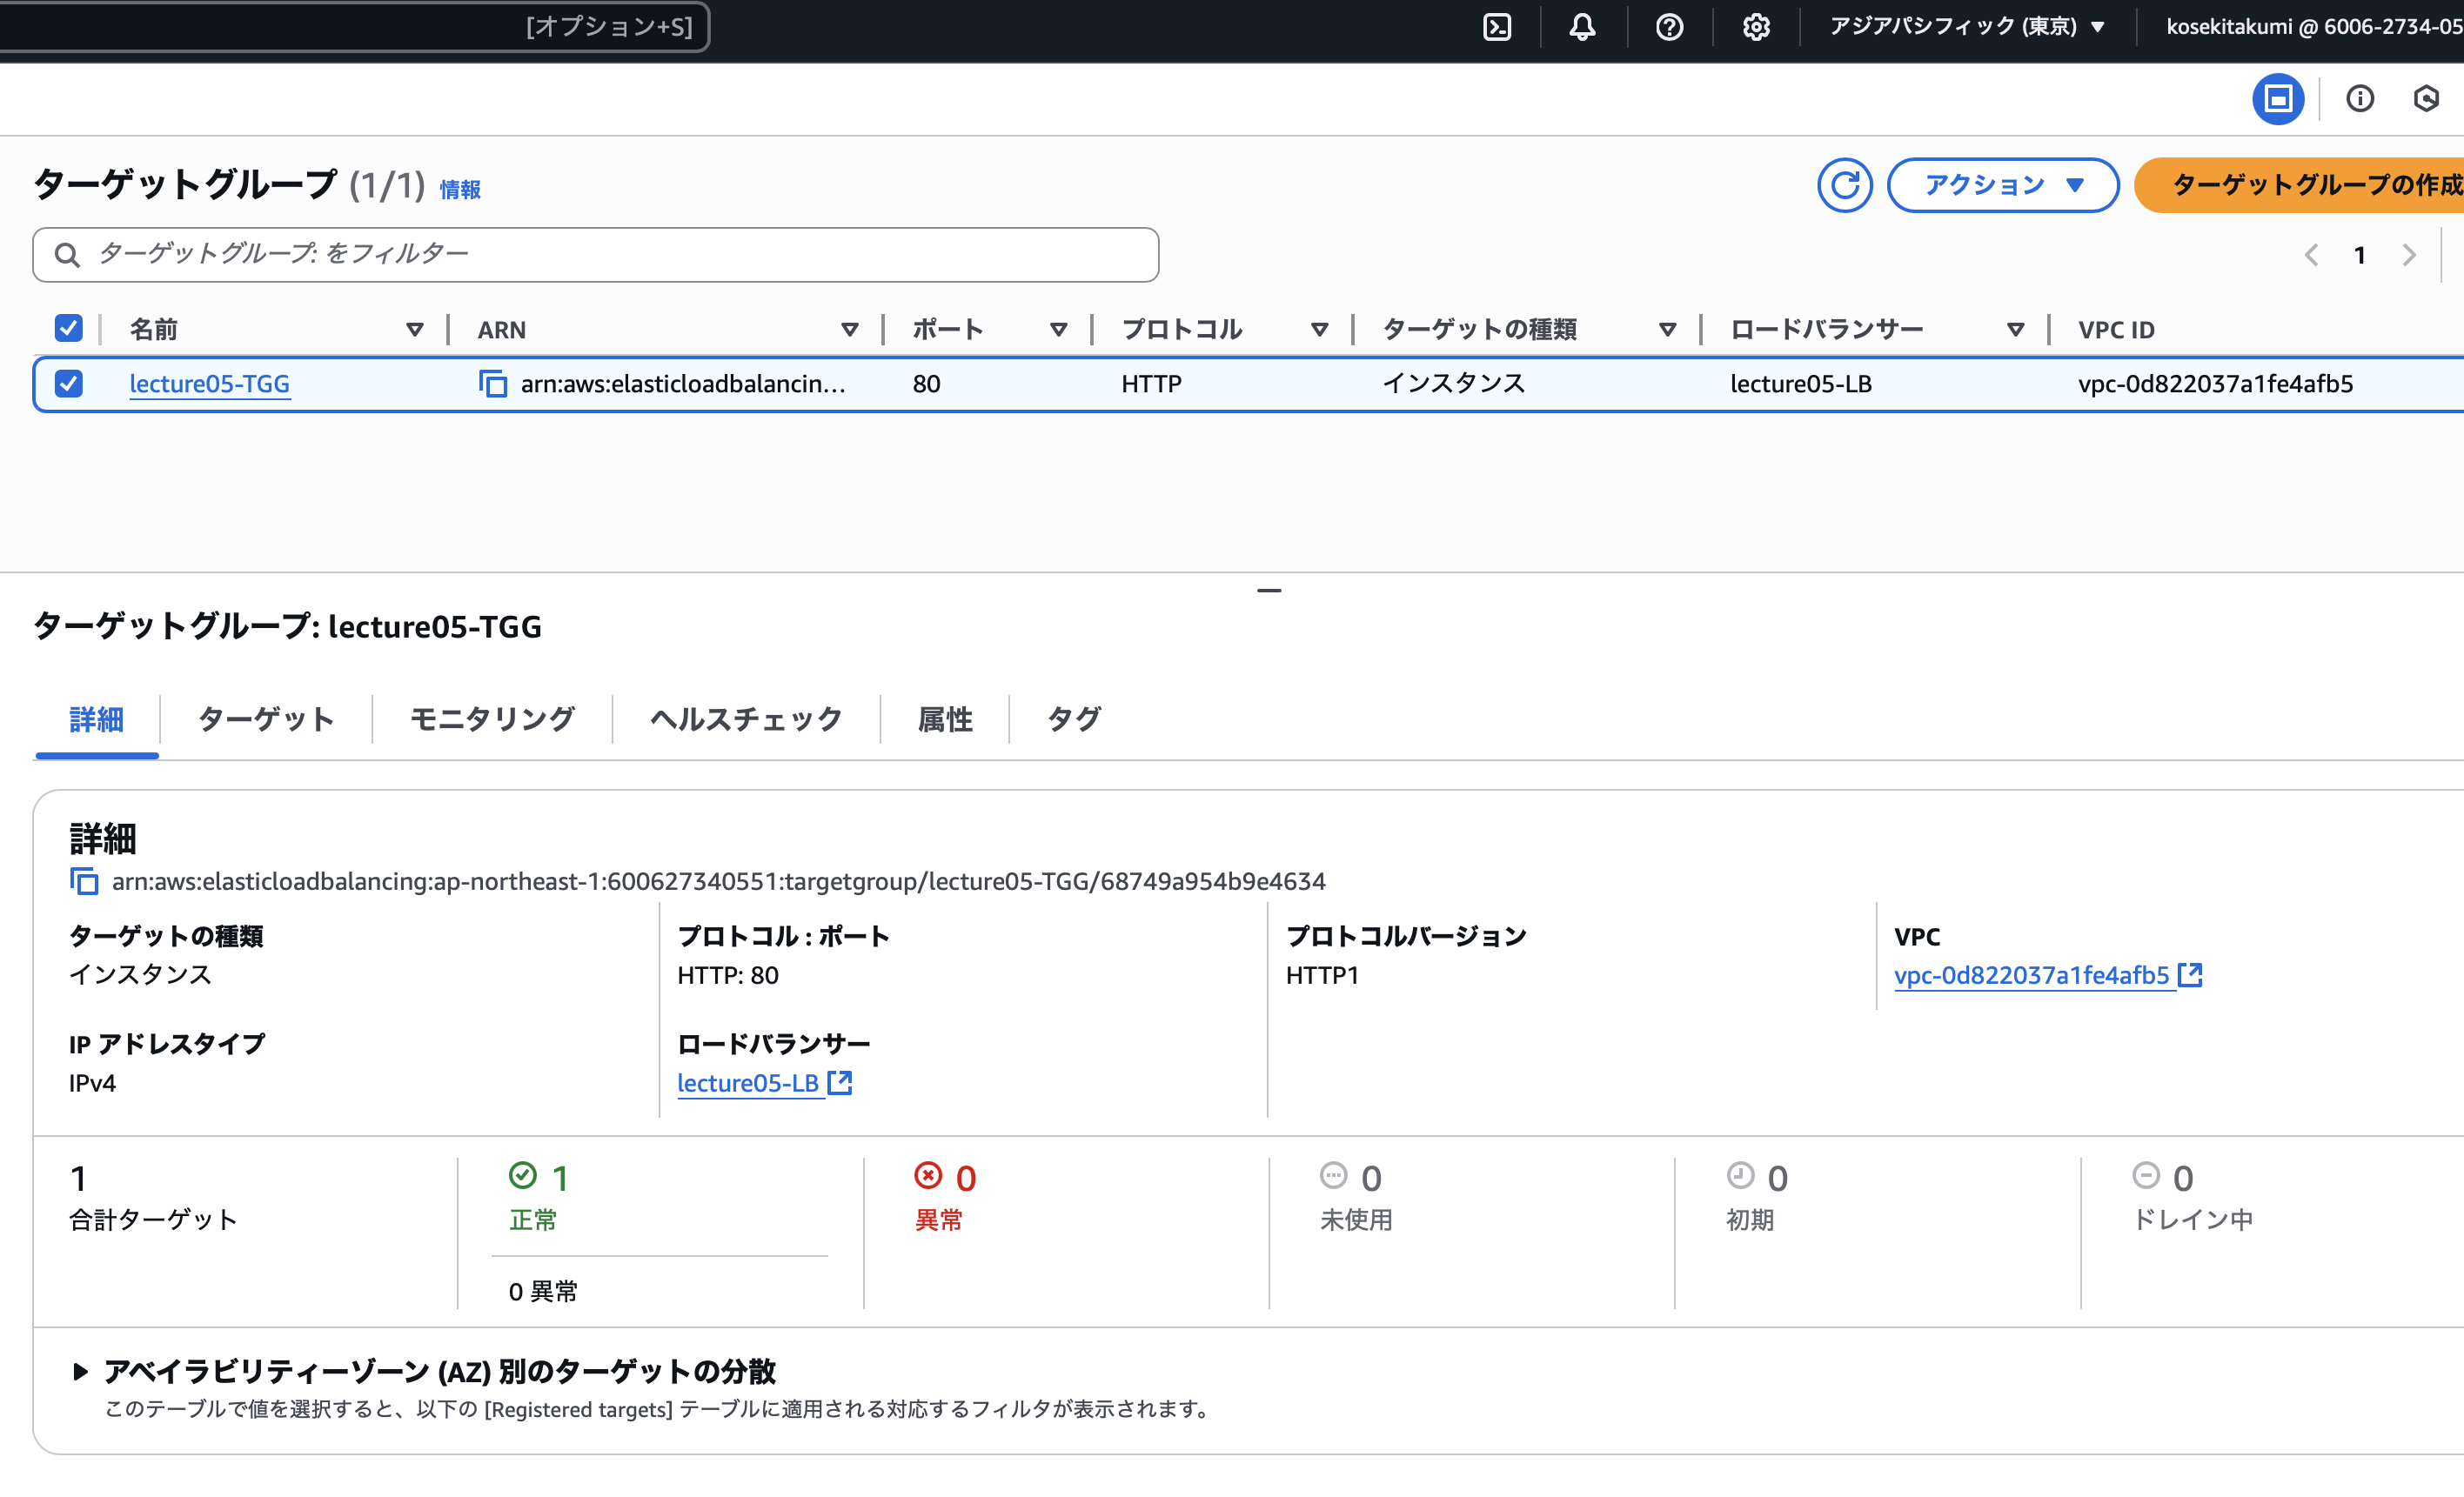 [オプション+S]
アジアパシフィック (東京)
kosekitakumi @ 6006-2734-05
ターゲットグループ (1/1) 情報
アクション
ターゲットグループの作成
ターゲットグループ: をフィルター
1
名前
ARN
ポート
プロトコル
ターゲットの種類
ロードバランサー
VPC ID
lecture05-TGG
arn:aws:elasticloadbalancin...
80
HTTP
インスタンス
lecture05-LB
vpc-0d822037a1fe4afb5
ターゲットグループ: lecture05-TGG
詳細
ターゲット
モニタリング
ヘルスチェック
属性
タグ
詳細
arn:aws:elasticloadbalancing:ap-northeast-1:600627340551:targetgroup/lecture05-TGG/68749a954b9e4634
ターゲットの種類
インスタンス
プロトコル : ポート
HTTP: 80
プロトコルバージョン
HTTP1
VPC
vpc-0d822037a1fe4afb5
IP アドレスタイプ
IPv4
ロードバランサー
lecture05-LB
1
合計ターゲット
1
正常
0 異常
0
異常
0
未使用
0
初期
0
ドレイン中
アベイラビリティーゾーン (AZ) 別のターゲットの分散
このテーブルで値を選択すると、以下の [Registered targets] テーブルに適用される対応するフィルタが表示されます。